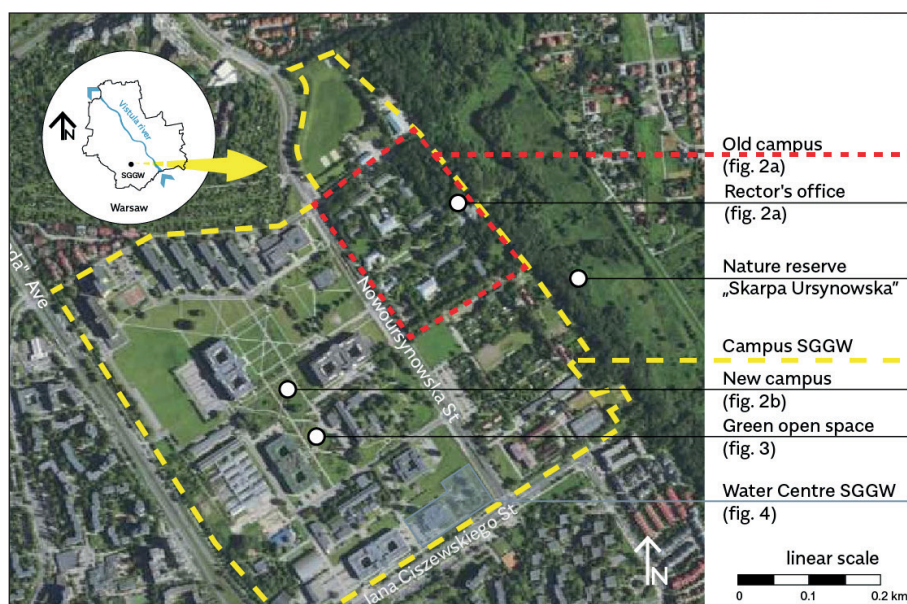 N
Vistula river
SGGW
Warsaw
da" Ave
Nowoursynowska St
Jana Ciszewskiego St
N
Old campus
(fig. 2a)
Rector's office
(fig. 2a)
Nature reserve
„Skarpa Ursynowska”
Campus SGGW
New campus
(fig. 2b)
Green open space
(fig. 3)
Water Centre SGGW
(fig. 4)
linear scale
0 0.1 0.2 km